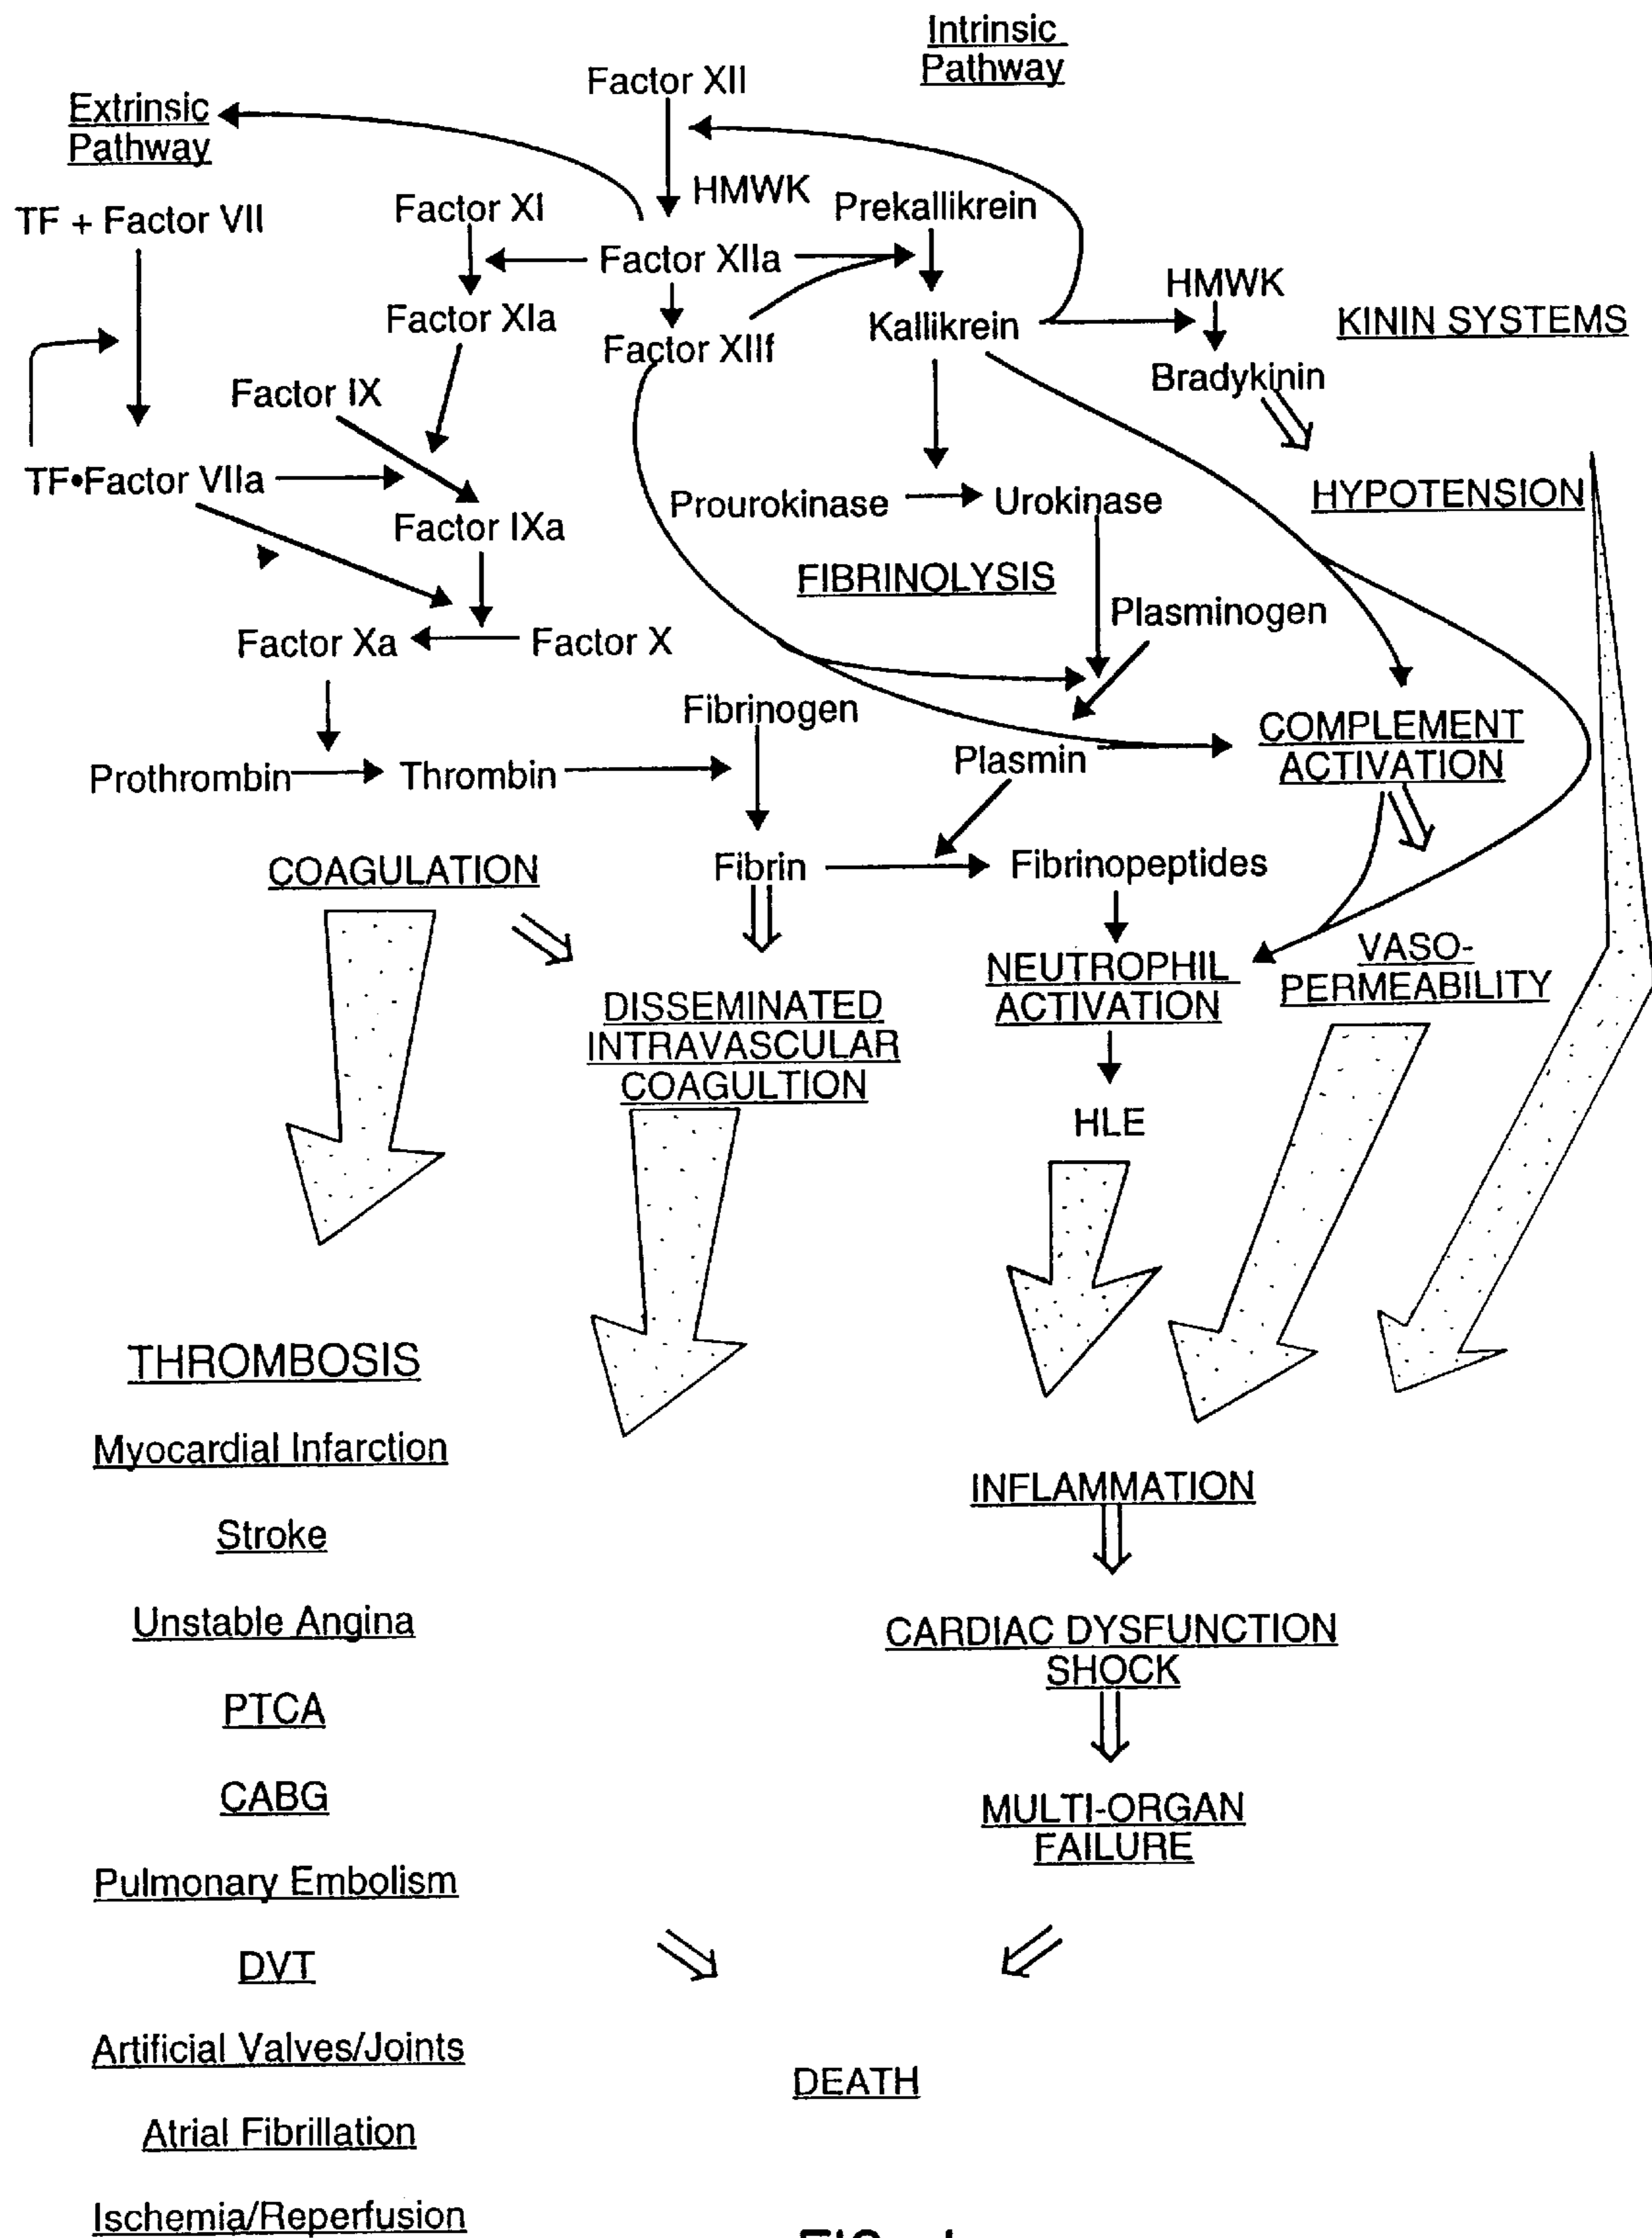 Intrinsic
Pathway
Factor XII
Extrinsic
Pathway
HMWK
Prekallikrein
Factor XI
TF + Factor VII
Factor XIIa
HMWK
Factor XIa
Kallikrein
KININ SYSTEMS
Factor XIIf
Bradykinin
Factor IX
TF•Factor VIIa
Prourokinase
Urokinase
HYPOTENSION
Factor IXa
FIBRINOLYSIS
Plasminogen
Factor Xa
Factor X
Fibrinogen
COMPLEMENT
ACTIVATION
Prothrombin
Thrombin
Plasmin
COAGULATION
Fibrin
Fibrinopeptides
NEUTROPHIL
ACTIVATION
VASO-
PERMEABILITY
DISSEMINATED
INTRAVASCULAR
COAGULTION
HLE
THROMBOSIS
Myocardial Infarction
INFLAMMATION
Stroke
Unstable Angina
CARDIAC DYSFUNCTION
SHOCK
PTCA
CABG
MULTI-ORGAN
FAILURE
Pulmonary Embolism
DVT
Artificial Valves/Joints
DEATH
Atrial Fibrillation
Ischemia/Reperfusion